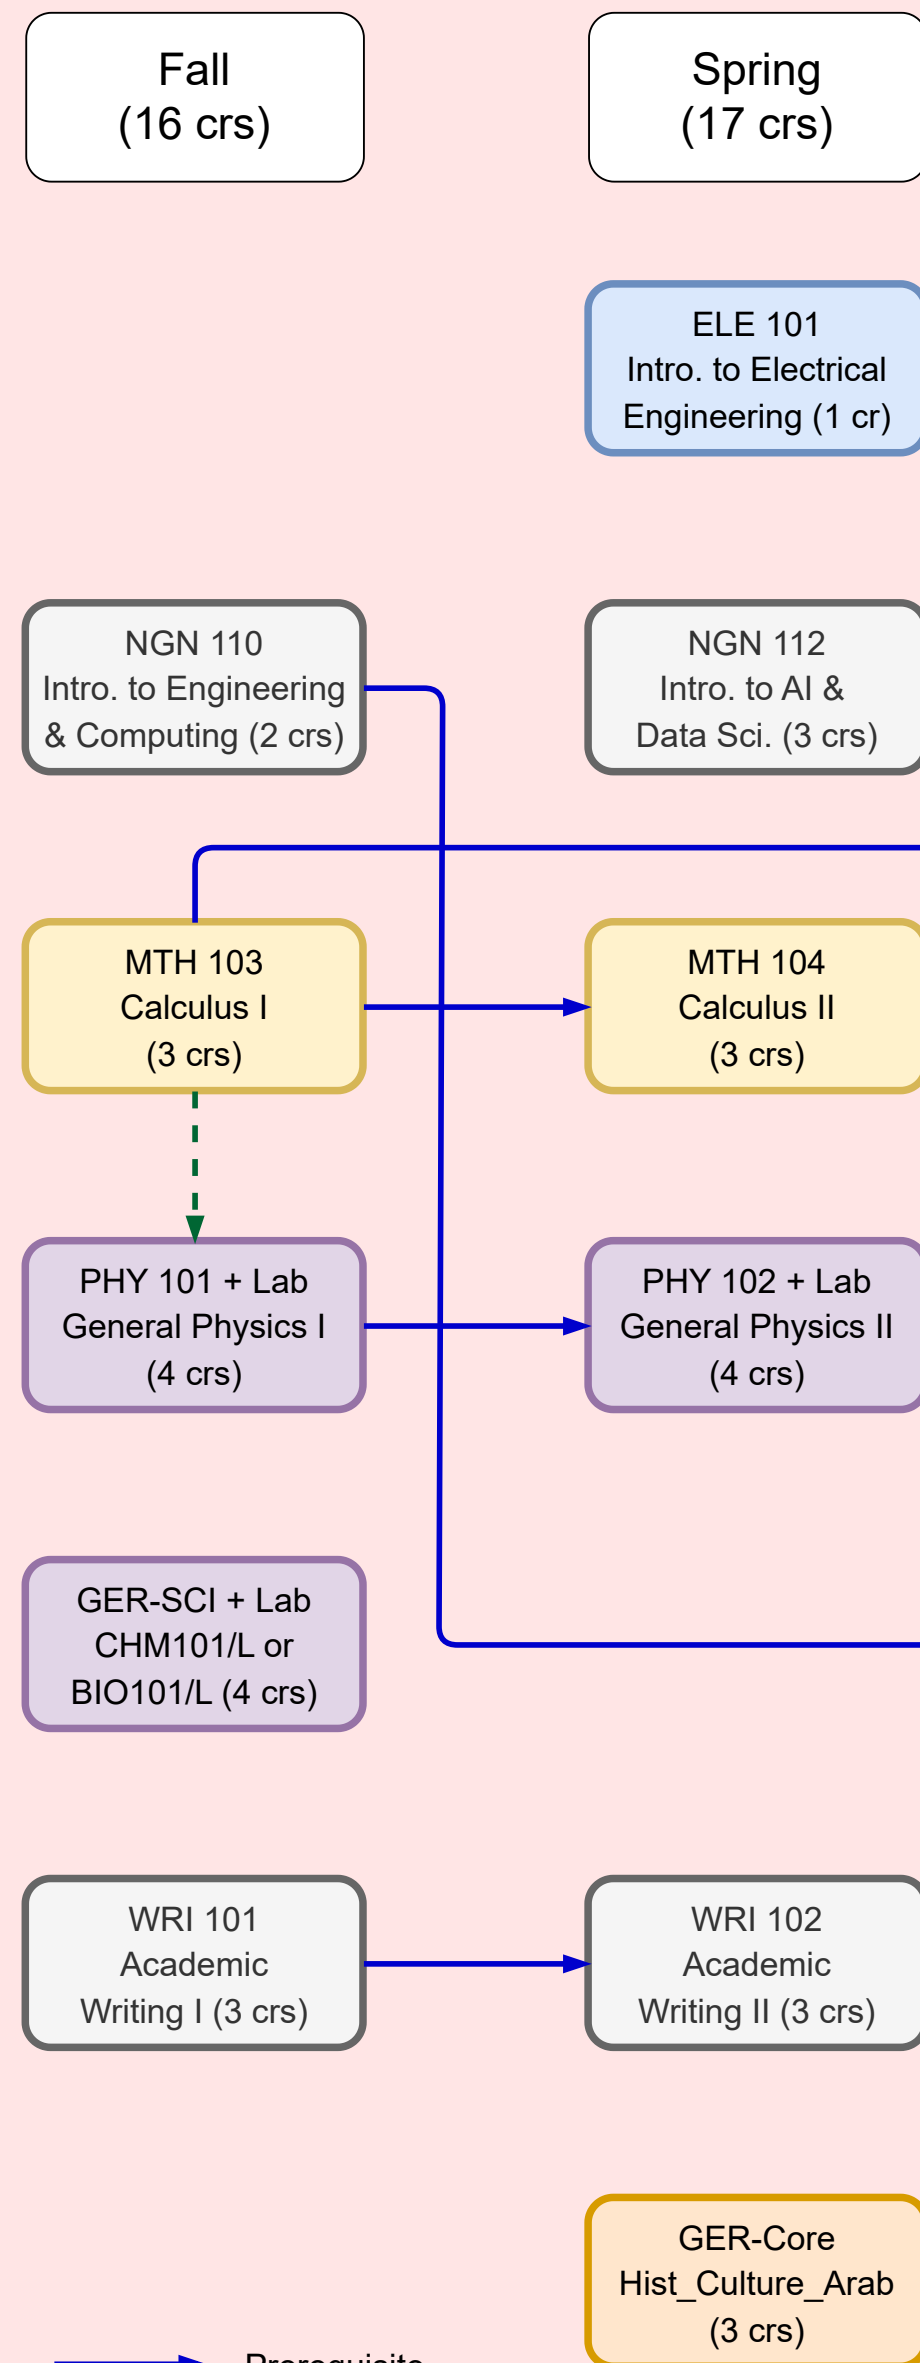 Fall
(16 crs)
Spring
(17 crs)
ELE 101
Intro. to Electrical
Engineering (1 cr)
NGN 110
Intro. to Engineering
& Computing (2 crs)
NGN 112
Intro. to AI &
Data Sci. (3 crs)
MTH 103
Calculus I
(3 crs)
MTH 104
Calculus II
(3 crs)
PHY 101 + Lab
General Physics I
(4 crs)
PHY 102 + Lab
General Physics II
(4 crs)
GER-SCI + Lab
CHM101/L or
BIO101/L (4 crs)
WRI 101
Academic
Writing I (3 crs)
WRI 102
Academic
Writing II (3 crs)
GER-Core
Hist_Culture_Arab
(3 crs)
Prerequisite